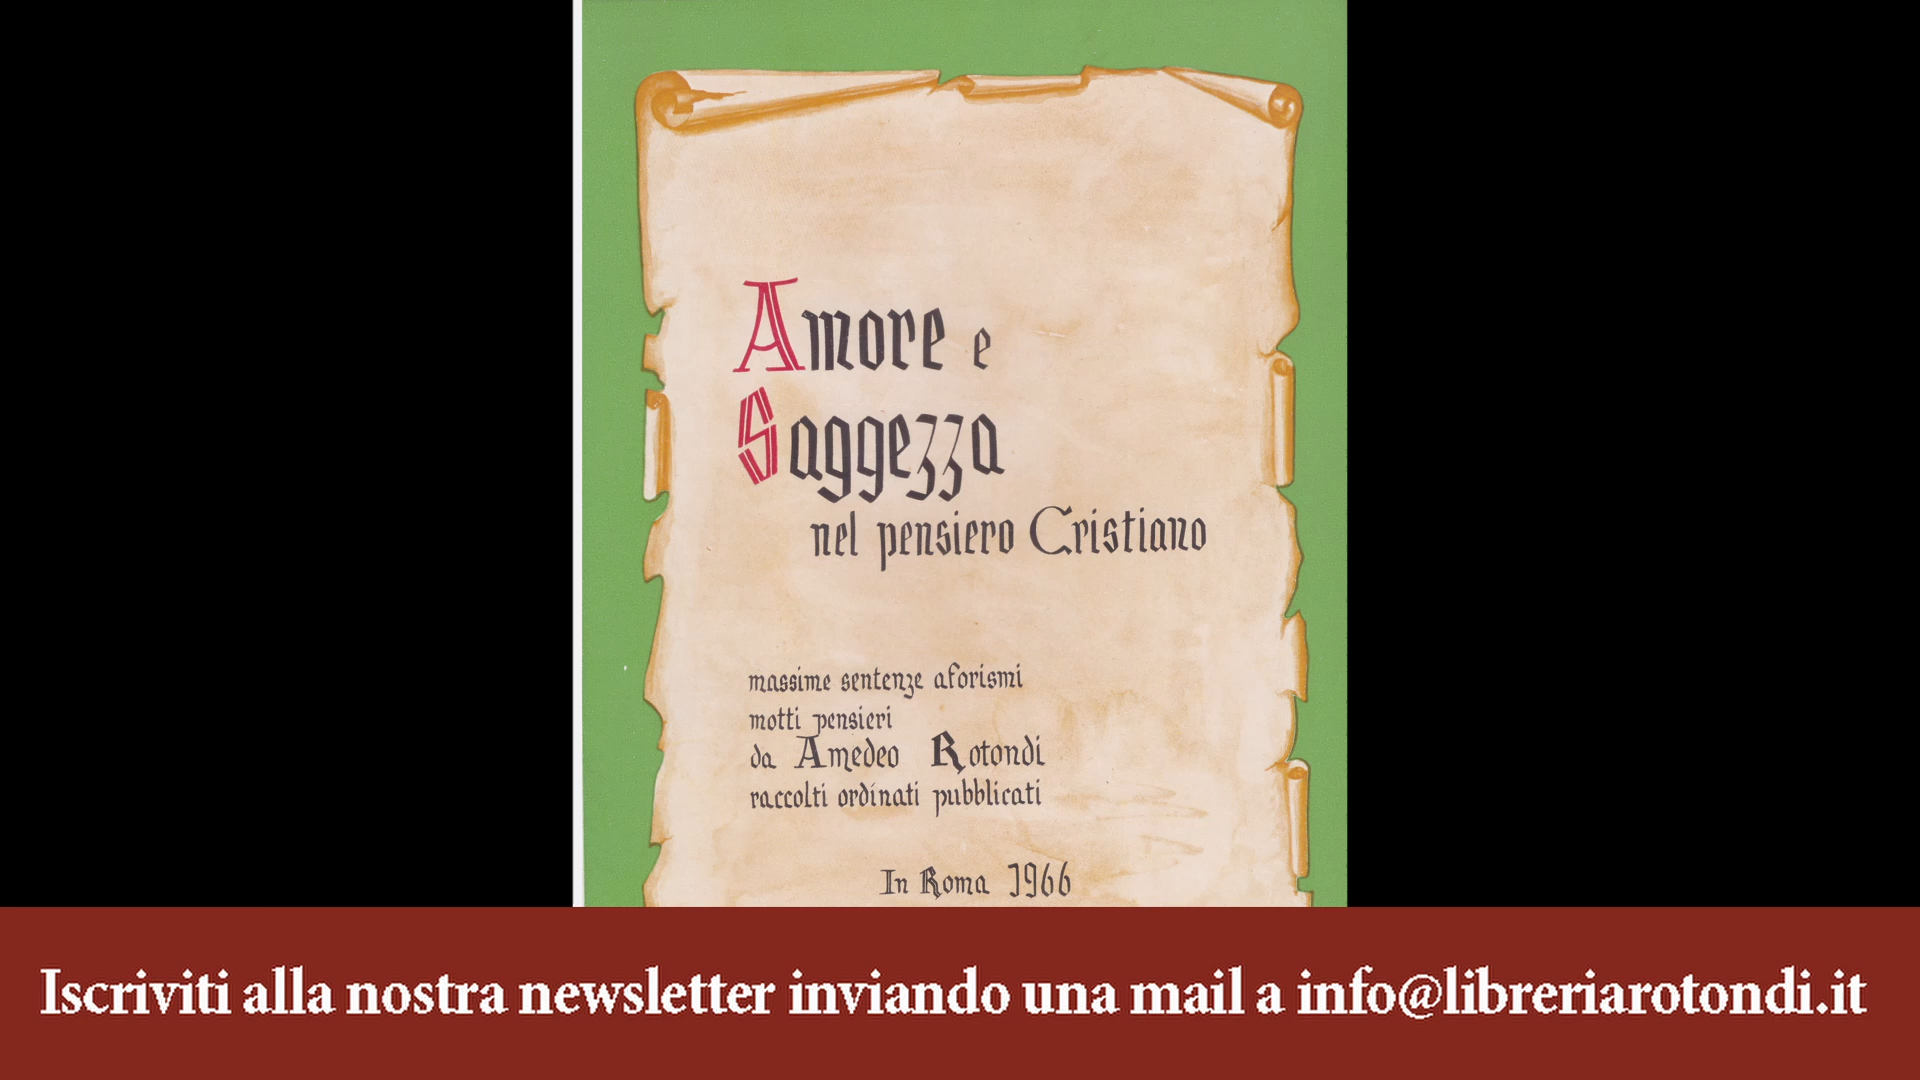 Amore e
Saggezza
nel pensiero Cristiano
massime sentenze aforismi
motti pensieri
da Amedeo Rotondi
raccolti ordinati pubblicati
In Roma 1966
Iscriviti alla nostra newsletter inviando una mail a info@libreriarotondi.it